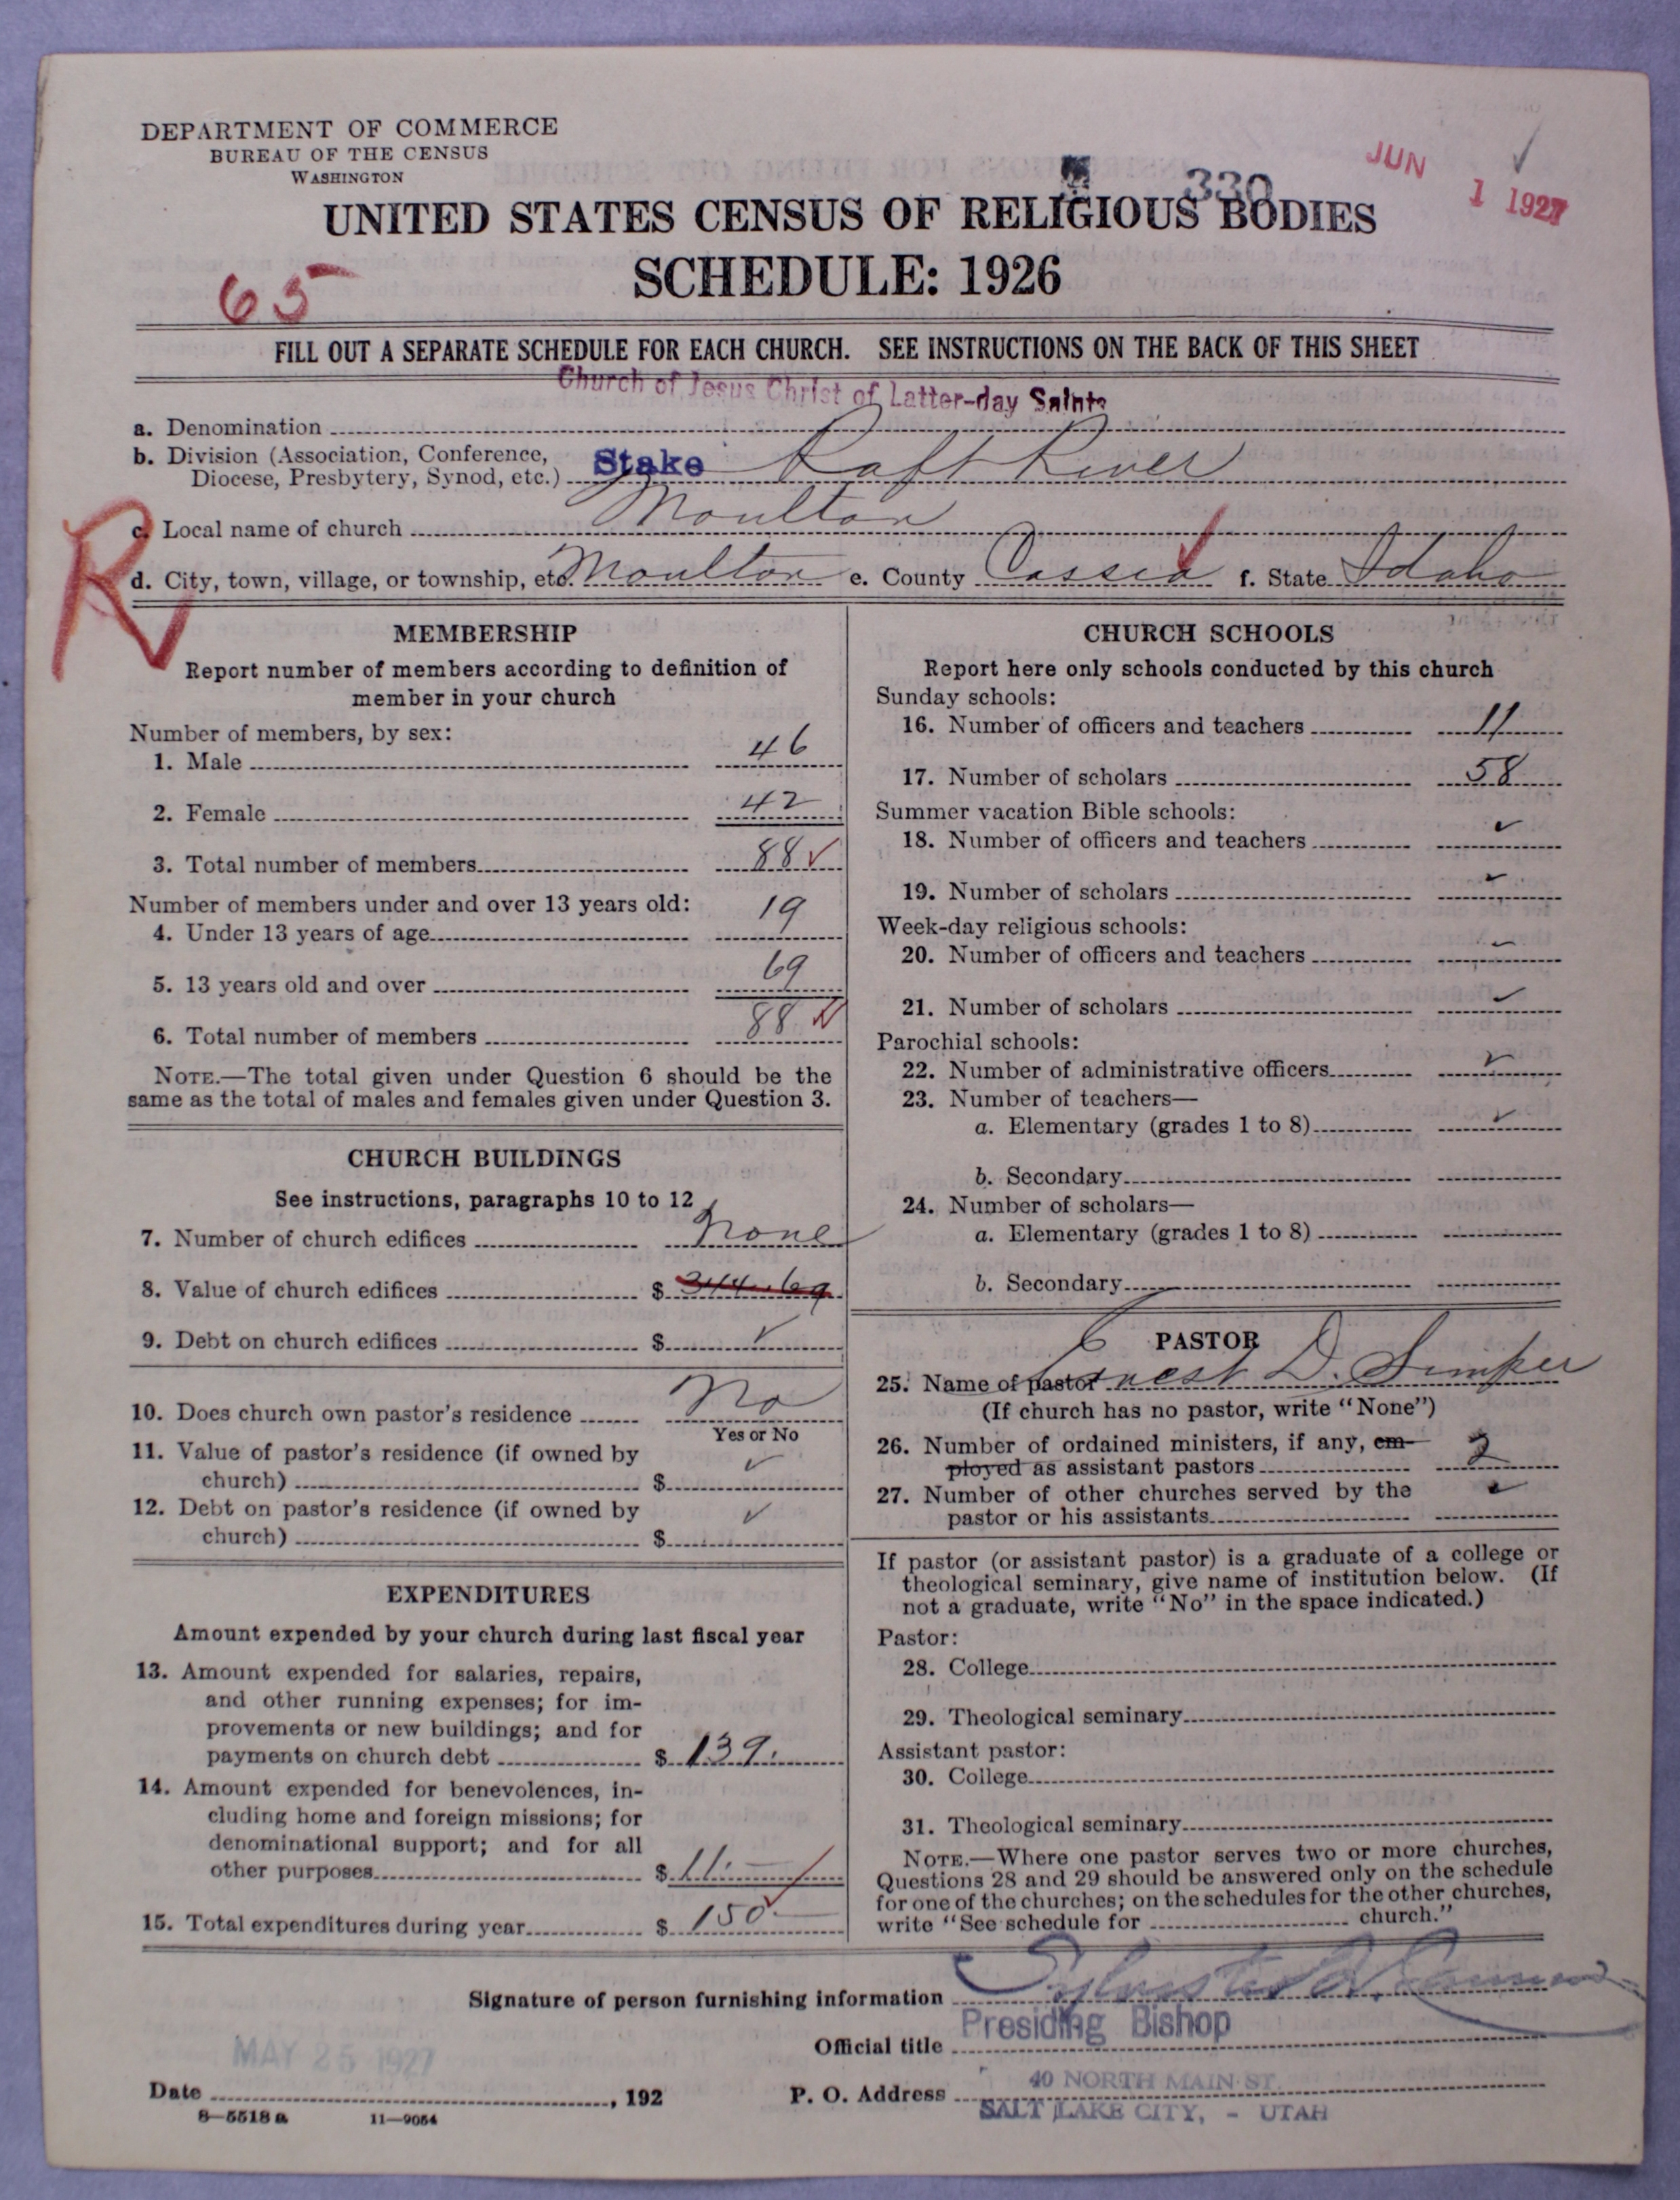 DEPARTMENT OF COMMERCE
BUREAU OF THE CENSUS
WASHINGTON
330
JUN 1 1927
UNITED STATES CENSUS OF RELIGIOUS BODIES
SCHEDULE: 1926
65
FILL OUT A SEPARATE SCHEDULE FOR EACH CHURCH. SEE INSTRUCTIONS ON THE BACK OF THIS SHEET
Church of Jesus Christ of Latter-day Saints
a. Denomination
b. Division (Association, Conference,
Diocese, Presbytery, Synod, etc.) Stake Raft River
c. Local name of church Moulton
R
d. City, town, village, or township, etc. Moulton e. County Cassia f. State Idaho
MEMBERSHIP
Report number of members according to definition of
member in your church
Number of members, by sex:
1. Male 46
2. Female 42
3. Total number of members 88 ✓
Number of members under and over 13 years old:
4. Under 13 years of age 19
5. 13 years old and over 69
6. Total number of members 88
NOTE.—The total given under Question 6 should be the
same as the total of males and females given under Question 3.
CHURCH BUILDINGS
See instructions, paragraphs 10 to 12
7. Number of church edifices none
8. Value of church edifices $ 344.69
9. Debt on church edifices $ ✓
10. Does church own pastor's residence No
Yes or No
11. Value of pastor's residence (if owned by
church) $ ✓
12. Debt on pastor's residence (if owned by
church) $ ✓
EXPENDITURES
Amount expended by your church during last fiscal year
13. Amount expended for salaries, repairs,
and other running expenses; for im-
provements or new buildings; and for
payments on church debt $ 139.
14. Amount expended for benevolences, in-
cluding home and foreign missions; for
denominational support; and for all
other purposes $ 11.—
15. Total expenditures during year $ 150.—
CHURCH SCHOOLS
Report here only schools conducted by this church
Sunday schools:
16. Number of officers and teachers 11
17. Number of scholars 58
Summer vacation Bible schools:
18. Number of officers and teachers ✓
19. Number of scholars ✓
Week-day religious schools:
20. Number of officers and teachers ✓
21. Number of scholars ✓
Parochial schools:
22. Number of administrative officers ✓
23. Number of teachers—
a. Elementary (grades 1 to 8) ✓
b. Secondary
24. Number of scholars—
a. Elementary (grades 1 to 8)
b. Secondary
PASTOR
25. Name of pastor Ernest D. Simper
(If church has no pastor, write "None")
26. Number of ordained ministers, if any, em-
ployed as assistant pastors 2
27. Number of other churches served by the
pastor or his assistants ✓
If pastor (or assistant pastor) is a graduate of a college or
theological seminary, give name of institution below. (If
not a graduate, write "No" in the space indicated.)
Pastor:
28. College
29. Theological seminary
Assistant pastor:
30. College
31. Theological seminary
NOTE.—Where one pastor serves two or more churches,
Questions 28 and 29 should be answered only on the schedule
for one of the churches; on the schedules for the other churches,
write "See schedule for church."
Signature of person furnishing information Sylvester Q. Cannon
Official title Presiding Bishop
MAY 25 1927
Date , 192
P. O. Address 40 NORTH MAIN ST.
SALT LAKE CITY, - UTAH
8—5518 a 11—9054